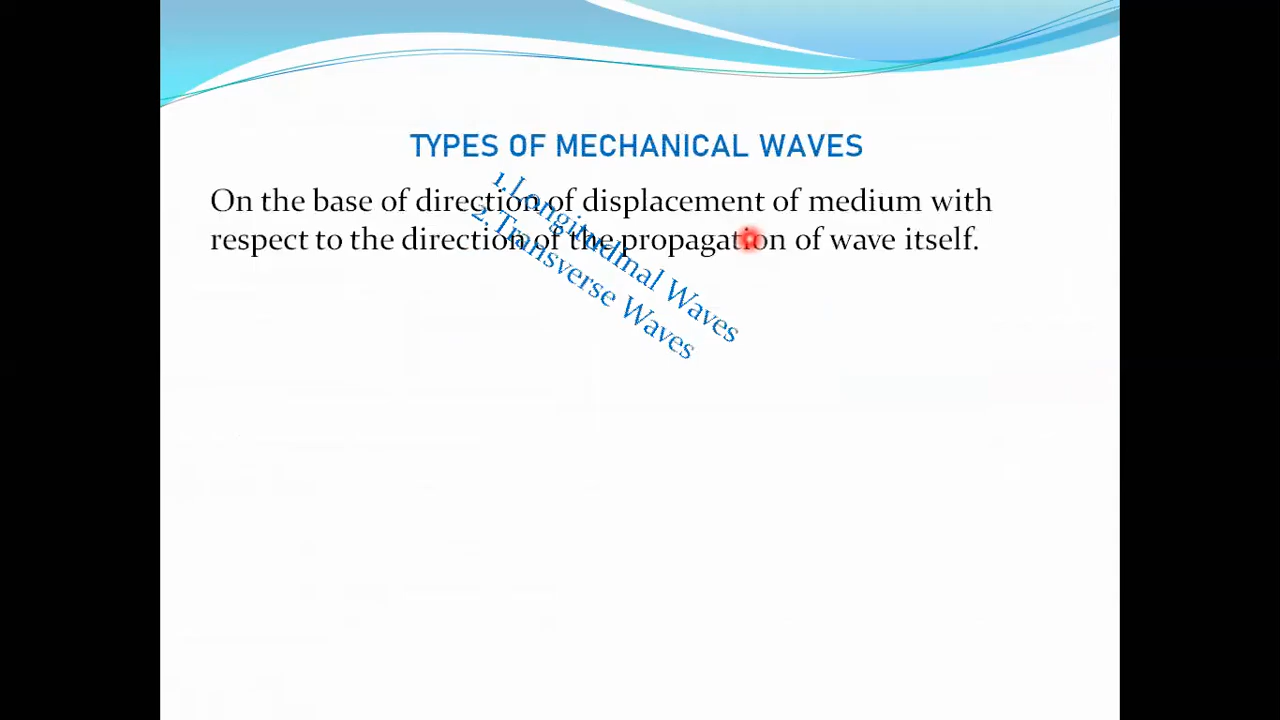 TYPES OF MECHANICAL WAVES
On the base of direction of displacement of medium with
respect to the direction of the propagation of wave itself.
1. Longitudinal Waves
2. Transverse Waves